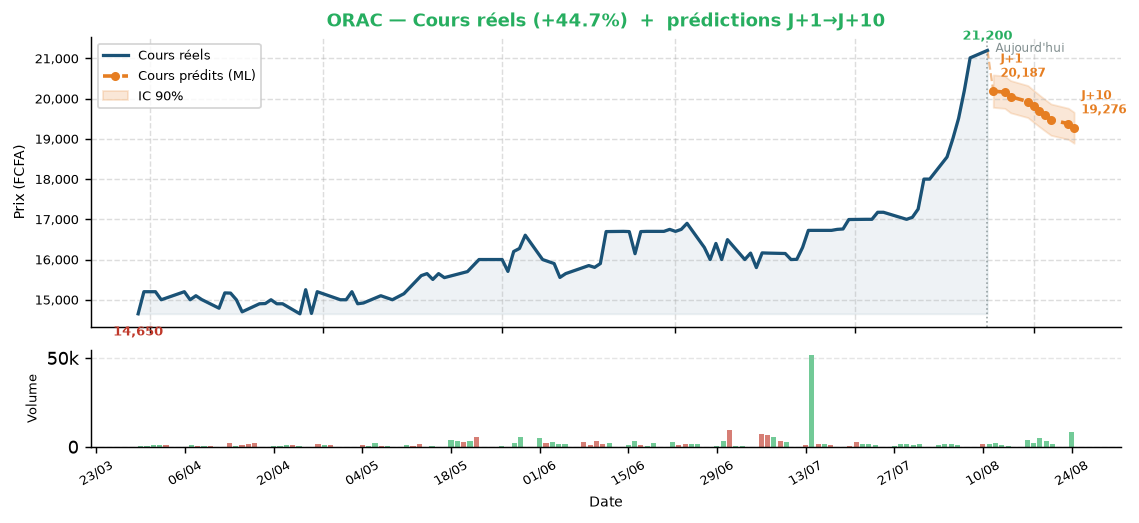 ORAC — Cours réels (+44.7%)  +  prédictions J+1→J+10
Cours réels
Cours prédits (ML)
IC 90%
21,200
Aujourd'hui
J+1
20,187
J+10
19,276
14,650
Prix (FCFA)
21,000
20,000
19,000
18,000
17,000
16,000
15,000
Volume
50k
0
23/03
06/04
20/04
04/05
18/05
01/06
15/06
29/06
13/07
27/07
10/08
24/08
Date